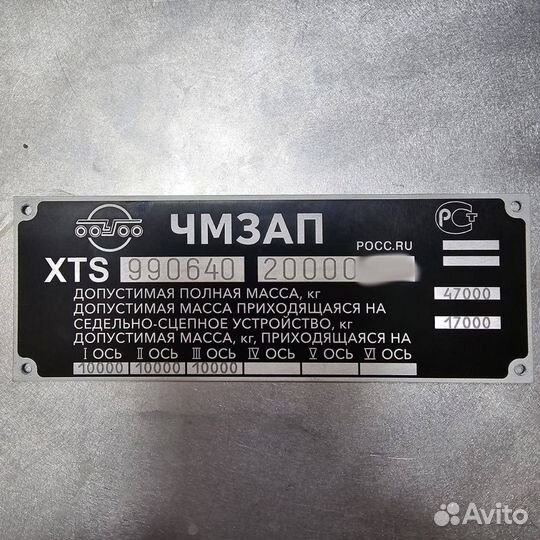 ЧМЗАП
РСТ
РОСС.RU
XTS 990640 20000
ДОПУСТИМАЯ ПОЛНАЯ МАССА, кг 47000
ДОПУСТИМАЯ МАССА ПРИХОДЯЩАЯСЯ НА
СЕДЕЛЬНО-СЦЕПНОЕ УСТРОЙСТВО, кг 17000
ДОПУСТИМАЯ МАССА, кг, ПРИХОДЯЩАЯСЯ НА
I ОСЬ II ОСЬ III ОСЬ IV ОСЬ V ОСЬ VI ОСЬ
10000 10000 10000
Avito